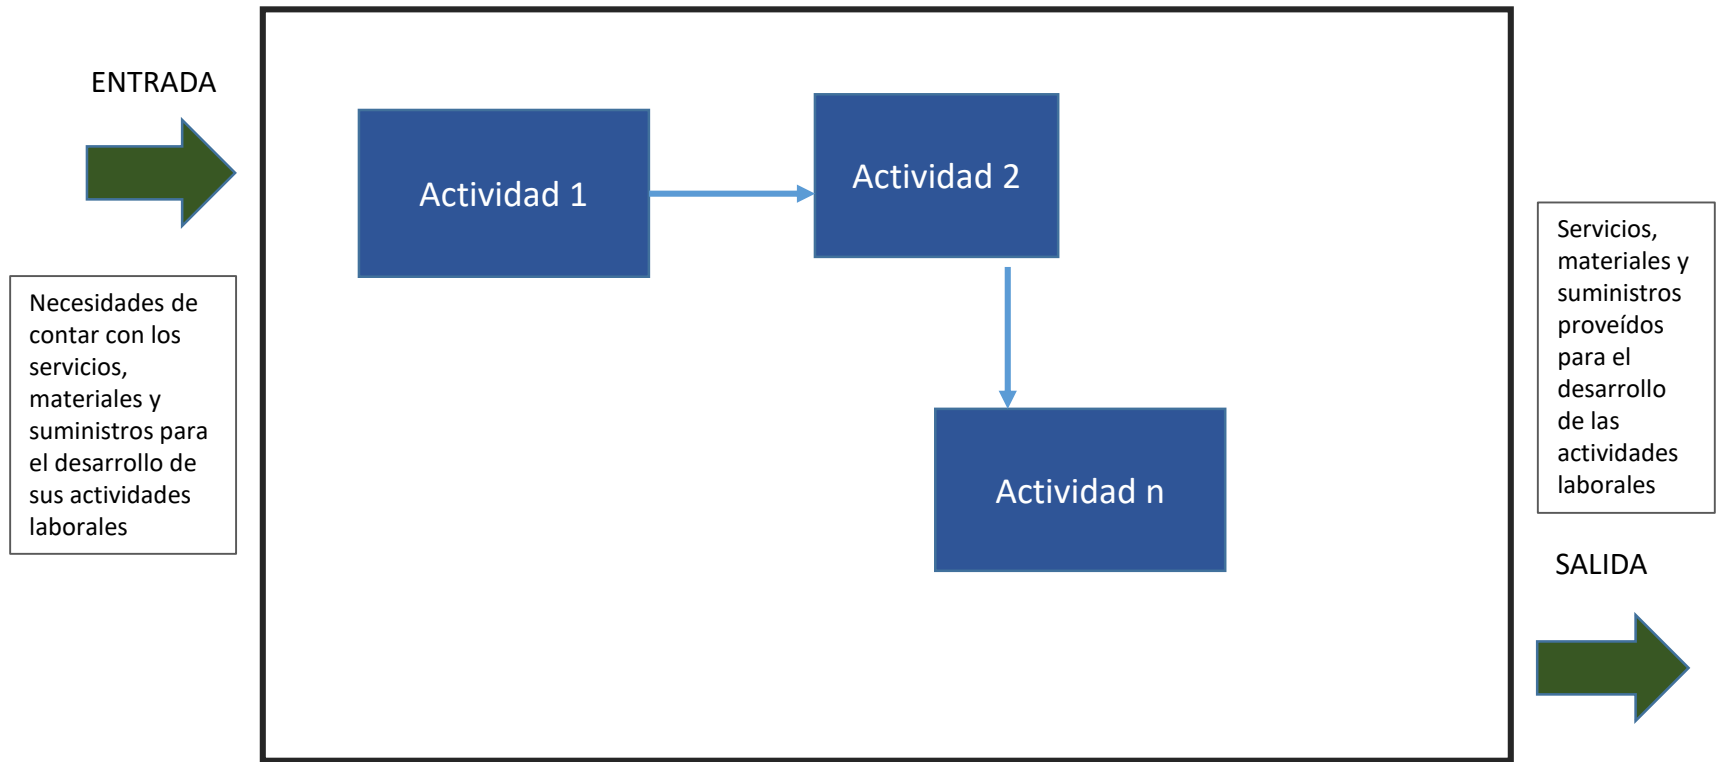 ENTRADA
Necesidades de
contar con los
servicios,
materiales y
suministros para
el desarrollo de
sus actividades
laborales
Actividad 1
Actividad 2
Actividad n
Servicios,
materiales y
suministros
proveídos
para el
desarrollo
de las
actividades
laborales
SALIDA